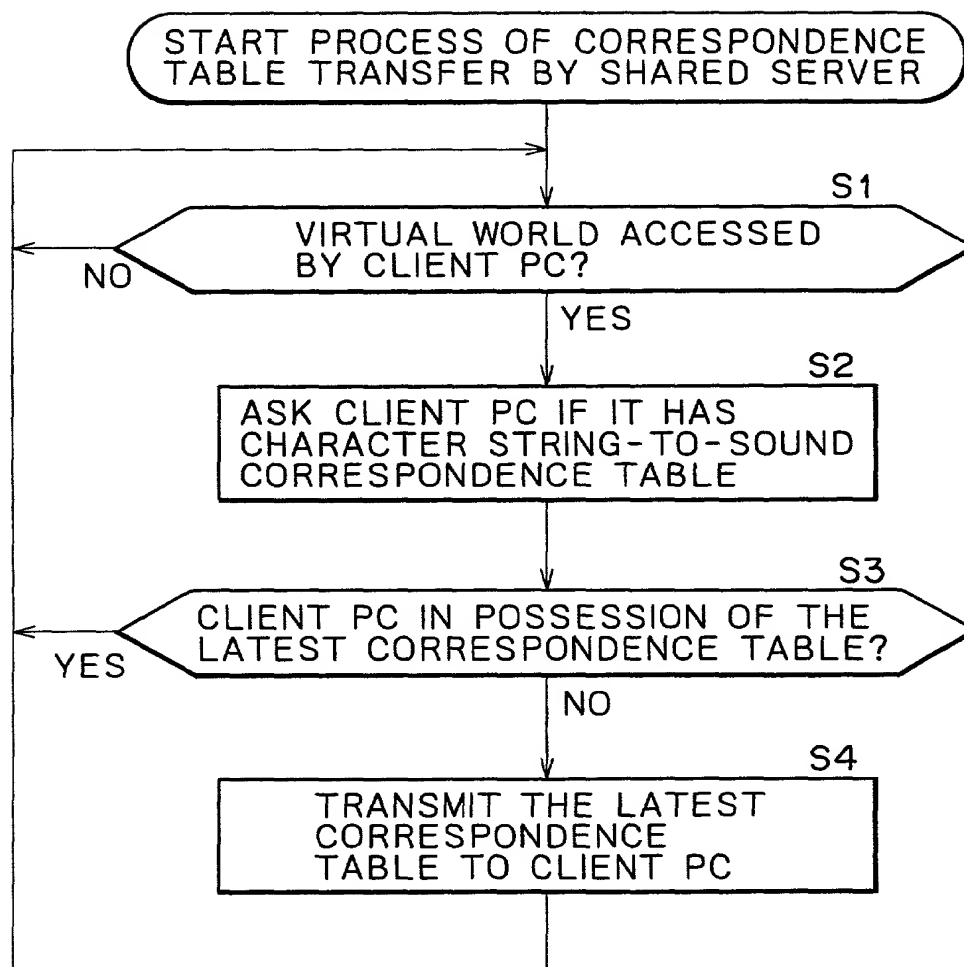 START PROCESS OF CORRESPONDENCE
TABLE TRANSFER BY SHARED SERVER
S1
VIRTUAL WORLD ACCESSED
BY CLIENT PC?
NO
YES
S2
ASK CLIENT PC IF IT HAS
CHARACTER STRING-TO-SOUND
CORRESPONDENCE TABLE
S3
CLIENT PC IN POSSESSION OF THE
LATEST CORRESPONDENCE TABLE?
YES
NO
S4
TRANSMIT THE LATEST
CORRESPONDENCE
TABLE TO CLIENT PC